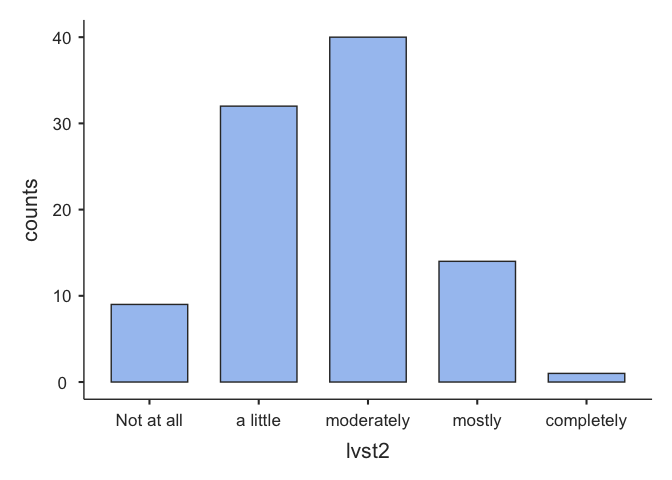 40
30
20
10
0
counts
Not at all
a little
moderately
mostly
completely
lvst2